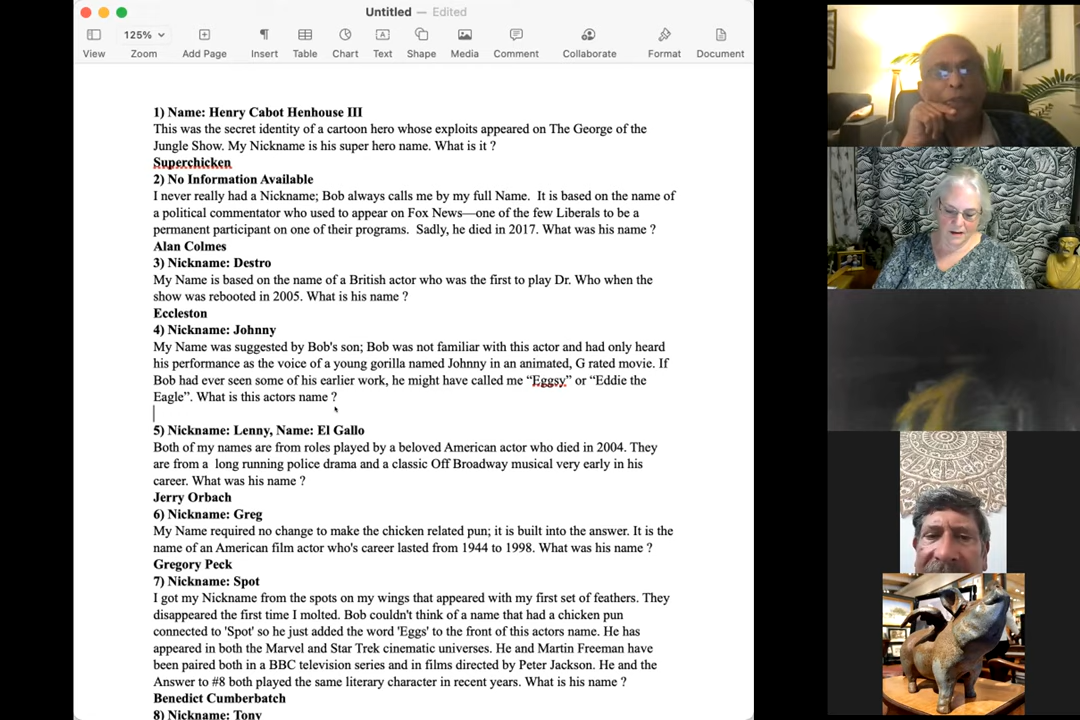 Untitled — Edited
125%
View Zoom Add Page Insert Table Chart Text Shape Media Comment Collaborate Format Document
1) Name: Henry Cabot Henhouse III
This was the secret identity of a cartoon hero whose exploits appeared on The George of the
Jungle Show. My Nickname is his super hero name. What is it ?
Superchicken
2) No Information Available
I never really had a Nickname; Bob always calls me by my full Name.  It is based on the name of
a political commentator who used to appear on Fox News—one of the few Liberals to be a
permanent participant on one of their programs.  Sadly, he died in 2017. What was his name ?
Alan Colmes
3) Nickname: Destro
My Name is based on the name of a British actor who was the first to play Dr. Who when the
show was rebooted in 2005. What is his name ?
Eccleston
4) Nickname: Johnny
My Name was suggested by Bob's son; Bob was not familiar with this actor and had only heard
his performance as the voice of a young gorilla named Johnny in an animated, G rated movie. If
Bob had ever seen some of his earlier work, he might have called me “Eggsy” or “Eddie the
Eagle”. What is this actors name ?
5) Nickname: Lenny, Name: El Gallo
Both of my names are from roles played by a beloved American actor who died in 2004. They
are from a  long running police drama and a classic Off Broadway musical very early in his
career. What was his name ?
Jerry Orbach
6) Nickname: Greg
My Name required no change to make the chicken related pun; it is built into the answer. It is the
name of an American film actor who's career lasted from 1944 to 1998. What was his name ?
Gregory Peck
7) Nickname: Spot
I got my Nickname from the spots on my wings that appeared with my first set of feathers. They
disappeared the first time I molted. Bob couldn't think of a name that had a chicken pun
connected to 'Spot' so he just added the word 'Eggs' to the front of this actors name. He has
appeared in both the Marvel and Star Trek cinematic universes. He and Martin Freeman have
been paired both in a BBC television series and in films directed by Peter Jackson. He and the
Answer to #8 both played the same literary character in recent years. What is his name ?
Benedict Cumberbatch
8) Nickname: Tony